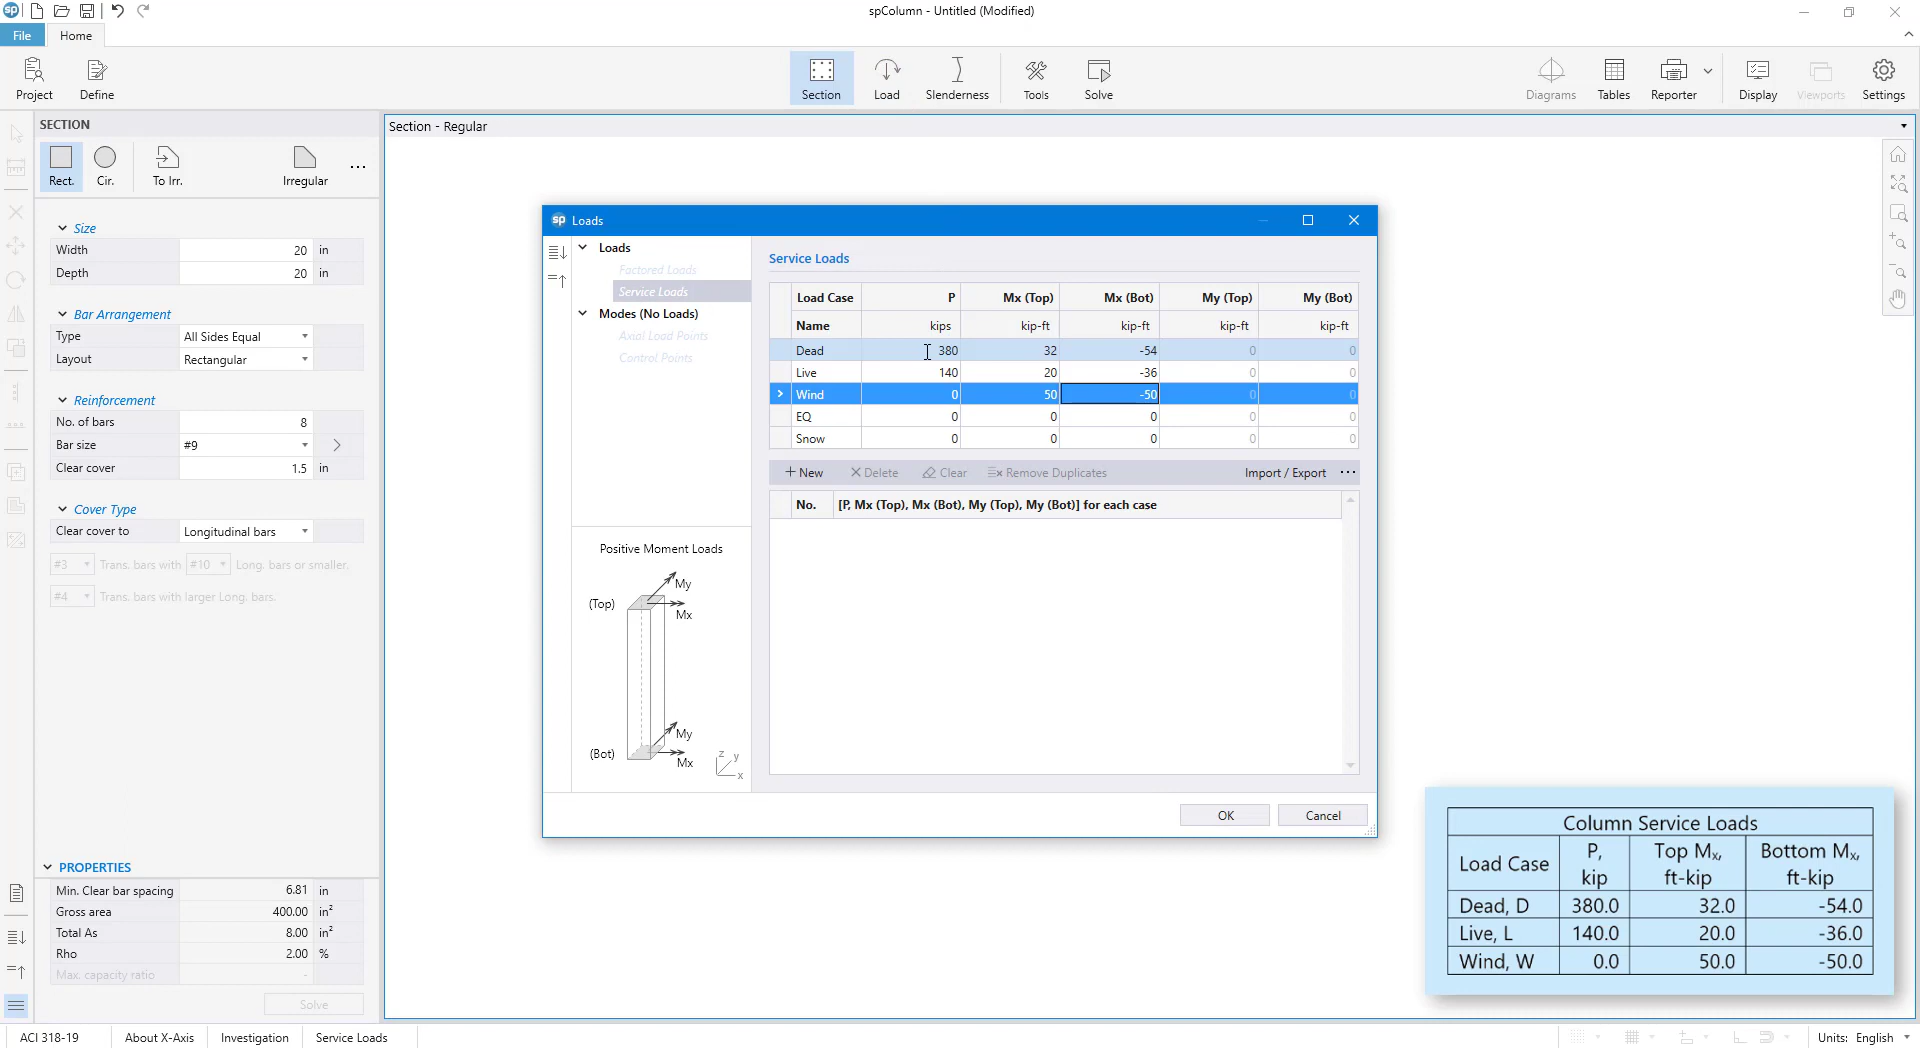 sp spColumn - Untitled (Modified)
File Home
Project Define Section Load Slenderness Tools Solve Diagrams Tables Reporter Display Viewports Settings
SECTION
Section - Regular
Rect. Cir. To Irr. Irregular ...
Size
Width 20 in
Depth 20 in
Bar Arrangement
Type All Sides Equal
Layout Rectangular
Reinforcement
No. of bars 8
Bar size #9
Clear cover 1.5 in
Cover Type
Clear cover to Longitudinal bars
#3 Trans. bars with #10 Long. bars or smaller.
#4 Trans. bars with larger Long. bars.
PROPERTIES
Min. Clear bar spacing 6.81 in
Gross area 400.00 in²
Total As 8.00 in²
Rho 2.00 %
Max. capacity ratio -
Solve
sp Loads
Loads
Factored Loads
Service Loads
Modes (No Loads)
Axial Load Points
Control Points
Positive Moment Loads
My
(Top)
Mx
My
(Bot)
Mx
z y
x
Service Loads
Load Case P Mx (Top) Mx (Bot) My (Top) My (Bot)
Name kips kip-ft kip-ft kip-ft kip-ft
Dead 380 32 -54 0 0
Live 140 20 -36 0 0
Wind 0 50 -50 0 0
EQ 0 0 0 0 0
Snow 0 0 0 0 0
New Delete Clear Remove Duplicates Import / Export ...
No. [P, Mx (Top), Mx (Bot), My (Top), My (Bot)] for each case
OK Cancel
Column Service Loads
Load Case P, kip Top Mx, ft-kip Bottom Mx, ft-kip
Dead, D 380.0 32.0 -54.0
Live, L 140.0 20.0 -36.0
Wind, W 0.0 50.0 -50.0
ACI 318-19 About X-Axis Investigation Service Loads Units: English